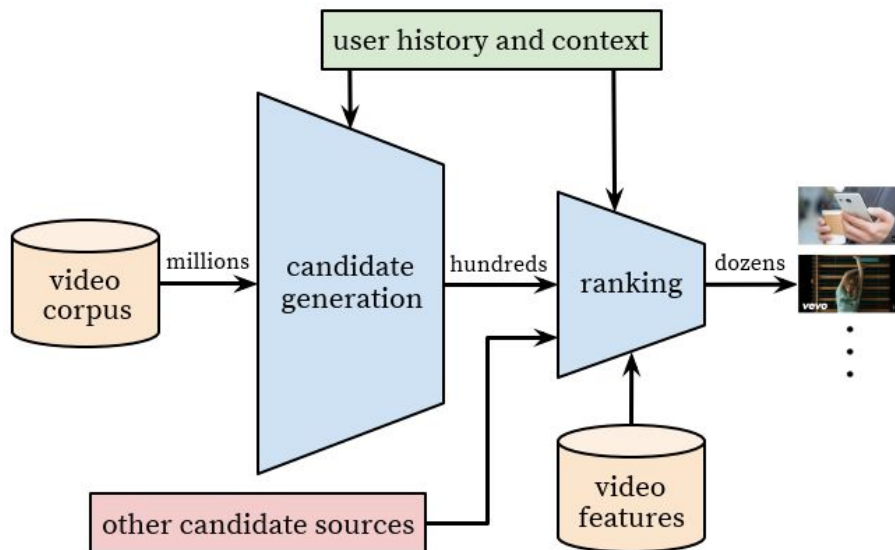 user history and context
video
corpus
millions
candidate
generation
hundreds
ranking
dozens
vevo
other candidate sources
video
features